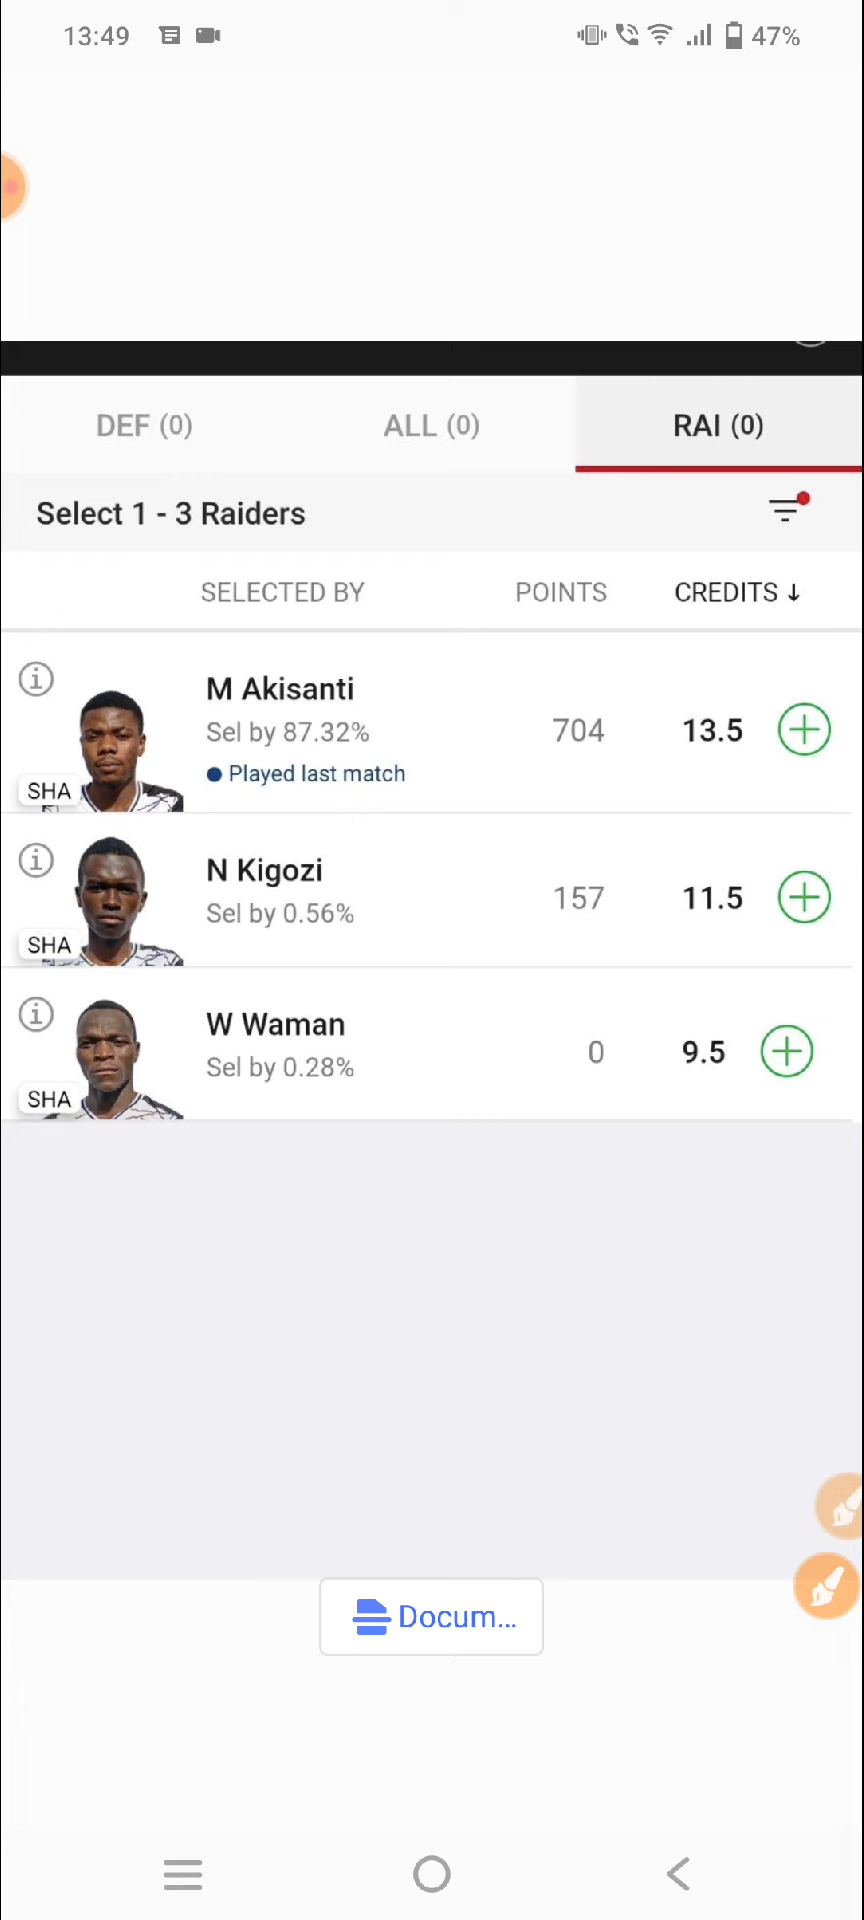 13:49 47%
DEF (0) ALL (0) RAI (0)
Select 1 - 3 Raiders
SELECTED BY POINTS CREDITS ↓
M Akisanti
Sel by 87.32% 704 13.5
Played last match
SHA
N Kigozi
Sel by 0.56% 157 11.5
SHA
W Waman
Sel by 0.28% 0 9.5
SHA
Docum...